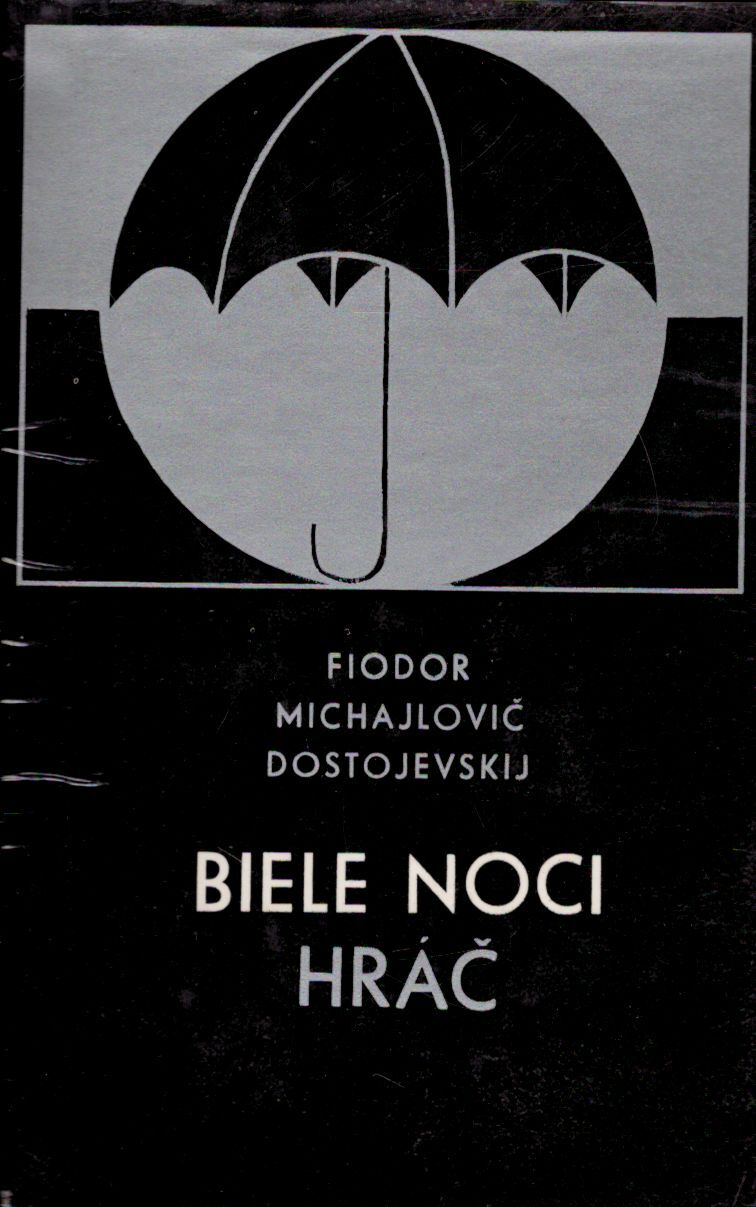 FIODOR
MICHAJLOVIČ
DOSTOJEVSKIJ
BIELE NOCI
HRÁČ